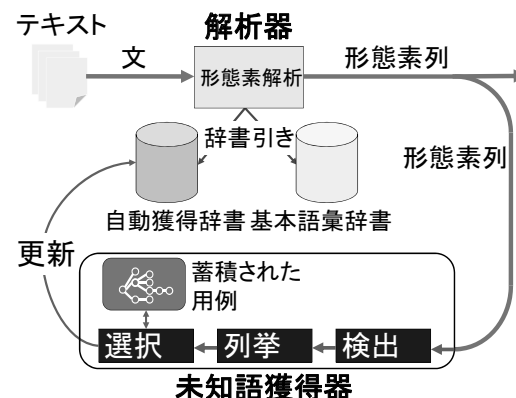 テキスト
解析器
文
形態素解析
形態素列
辞書引き
形態素列
自動獲得辞書 基本語彙辞書
更新
蓄積された
用例
選択
列挙
検出
未知語獲得器